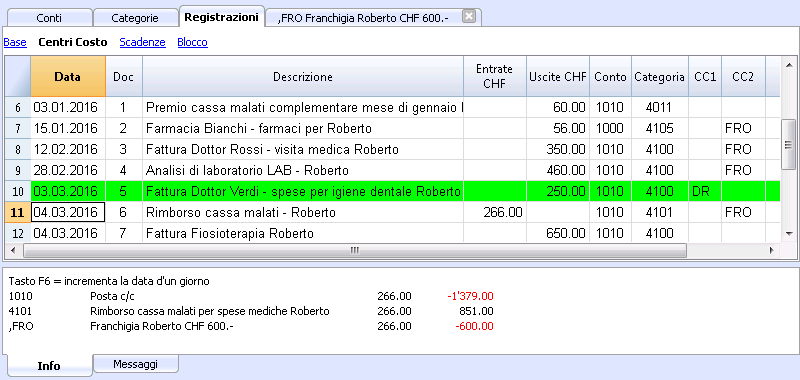 Conti Categorie Registrazioni ,FRO Franchigia Roberto CHF 600.-
Base Centri Costo Scadenze Blocco
Data Doc Descrizione Entrate CHF Uscite CHF Conto Categoria CC1 CC2
6 03.01.2016 1 Premio cassa malati complementare mese di gennaio 60.00 1010 4011
7 15.01.2016 2 Farmacia Bianchi - farmaci per Roberto 56.00 1000 4105 FRO
8 12.02.2016 3 Fattura Dottor Rossi - visita medica Roberto 350.00 1010 4100 FRO
9 28.02.2016 4 Analisi di laboratorio LAB - Roberto 460.00 1010 4100 FRO
10 03.03.2016 5 Fattura Dottor Verdi - spese per igiene dentale Roberto 250.00 1010 4100 DR
11 04.03.2016 6 Rimborso cassa malati - Roberto 266.00 1010 4101 FRO
12 04.03.2016 7 Fattura Fiosioterapia Roberto 650.00 1010 4100
Tasto F6 = incrementa la data d'un giorno
1010 Posta c/c 266.00 -1'379.00
4101 Rimborso cassa malati per spese mediche Roberto 266.00 851.00
,FRO Franchigia Roberto CHF 600.- 266.00 -600.00
Info Messaggi